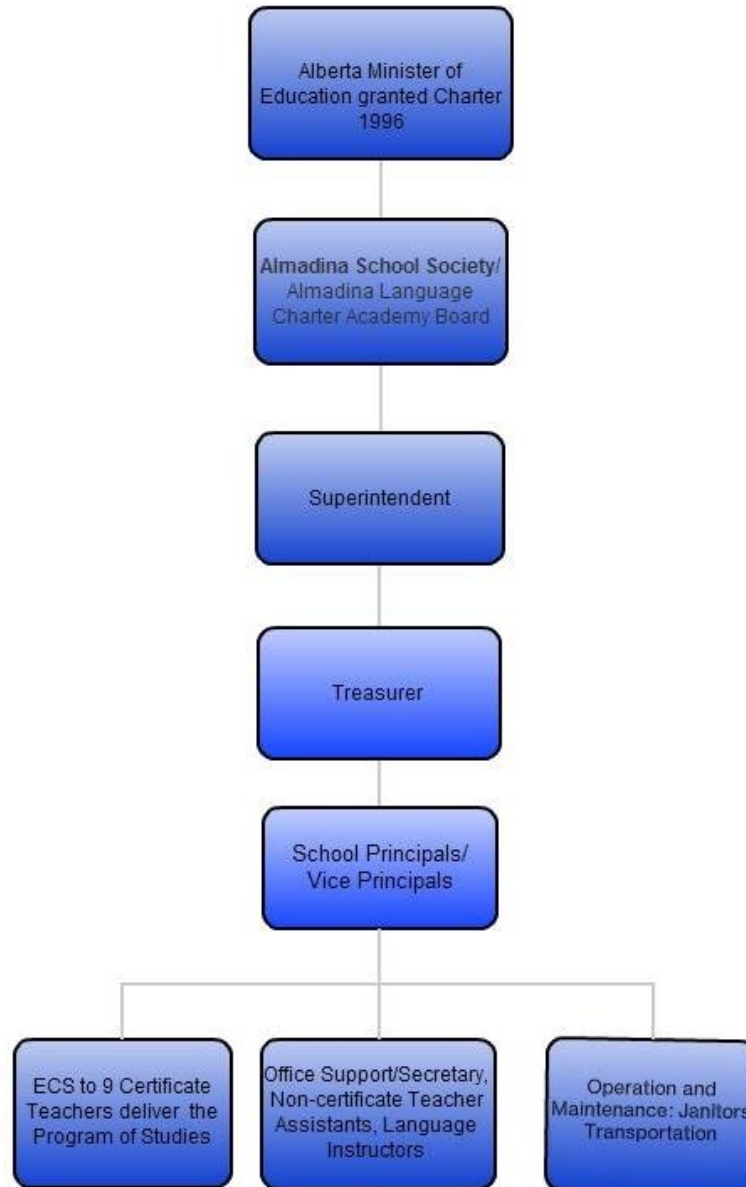 Alberta Minister of
Education granted Charter
1996
Almadina School Society/
Almadina Language
Charter Academy Board
Superintendent
Treasurer
School Principals/
Vice Principals
ECS to 9 Certificate
Teachers deliver the
Program of Studies
Office Support/Secretary,
Non-certificate Teacher
Assistants, Language
Instructors
Operation and
Maintenance: Janitors
Transportation